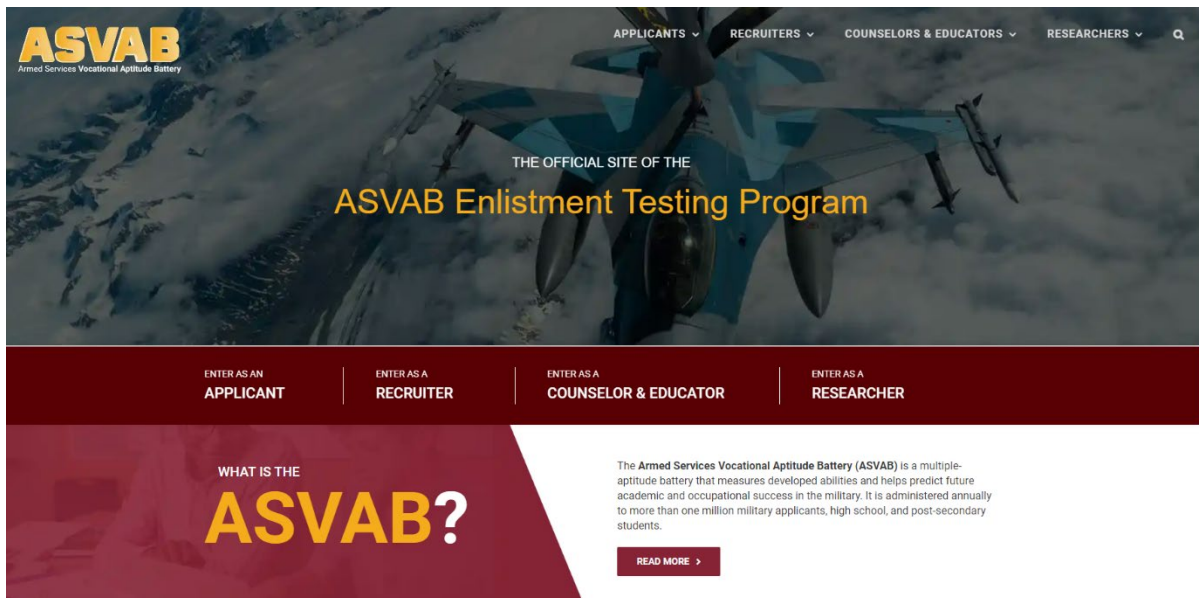 ASVAB
Armed Services Vocational Aptitude Battery
APPLICANTS RECRUITERS COUNSELORS & EDUCATORS RESEARCHERS
THE OFFICIAL SITE OF THE
ASVAB Enlistment Testing Program
ENTER AS AN
APPLICANT
ENTER AS A
RECRUITER
ENTER AS A
COUNSELOR & EDUCATOR
ENTER AS A
RESEARCHER
WHAT IS THE
ASVAB?
The Armed Services Vocational Aptitude Battery (ASVAB) is a multiple-
aptitude battery that measures developed abilities and helps predict future
academic and occupational success in the military. It is administered annually
to more than one million military applicants, high school, and post-secondary
students.
READ MORE >